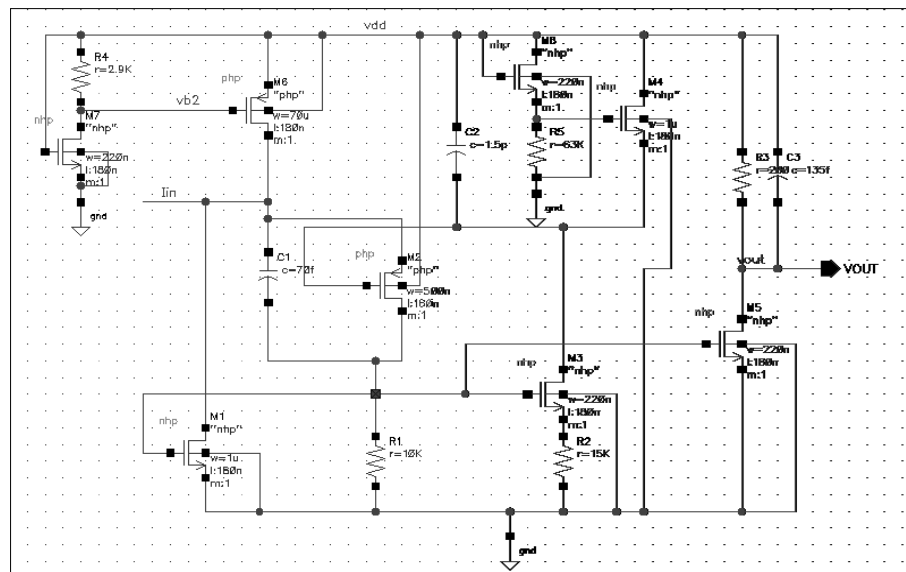 vdd
R4
r=2.9K
vb2
php
M6
"php"
w=70u
l:180n
m:1
nhp
M7
"nhp"
w=220n
l:180n
m:1
gnd
Iin
C1
c=70f
php
M2
"php"
w=500n
l:180n
m:1
C2
c=1.5p
nhp
M8
"nhp"
w=220n
l:180n
m:1
R5
r=63K
gnd
nhp
M4
"nhp"
w=1u
l:180n
m:1
R3
r=200
C3
c=135f
vout
VOUT
nhp
M5
"nhp"
w=220n
l:180n
m:1
nhp
M3
"nhp"
w=220n
l:180n
m:1
R2
r=15K
nhp
M1
"nhp"
w=1u
l:180n
m:1
R1
r=10K
gnd